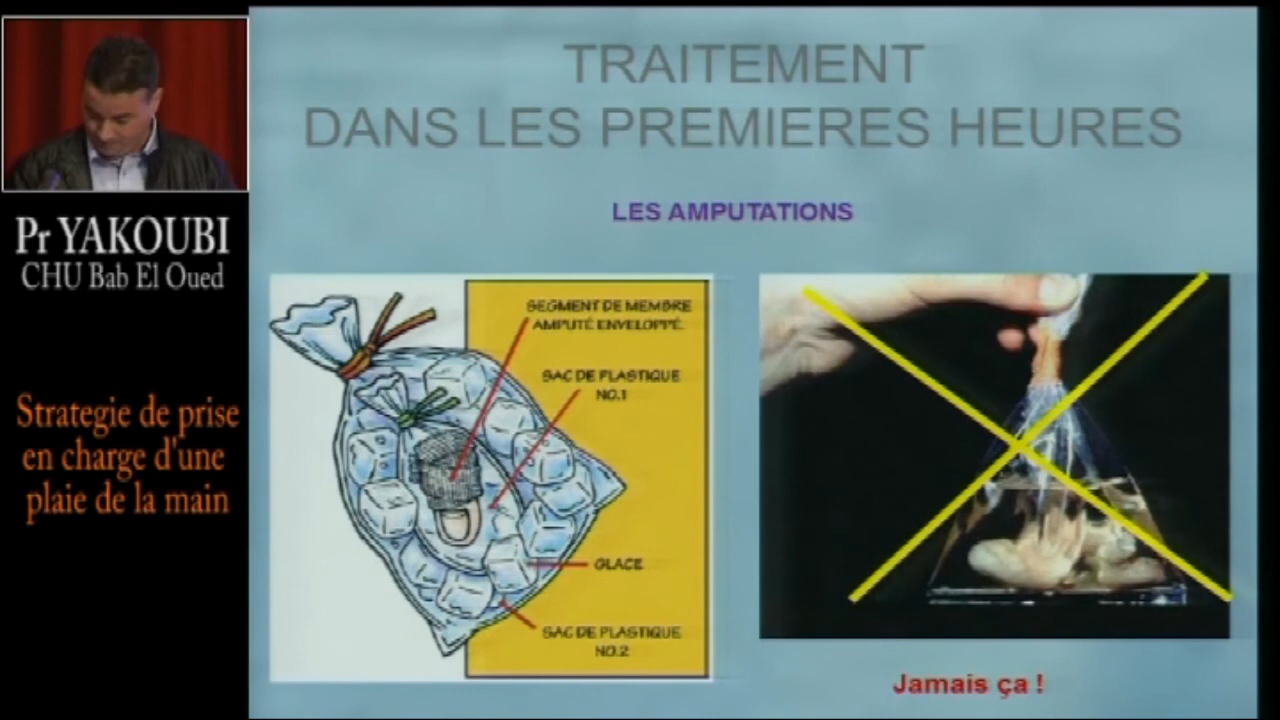 TRAITEMENT
DANS LES PREMIERES HEURES
LES AMPUTATIONS
Pr YAKOUBI
CHU Bab El Oued
Strategie de prise
en charge d'une
plaie de la main
SEGMENT DE MEMBRE
AMPUTÉ ENVELOPPÉ.
SAC DE PLASTIQUE
NO.1
GLACE
SAC DE PLASTIQUE
NO.2
Jamais ça !